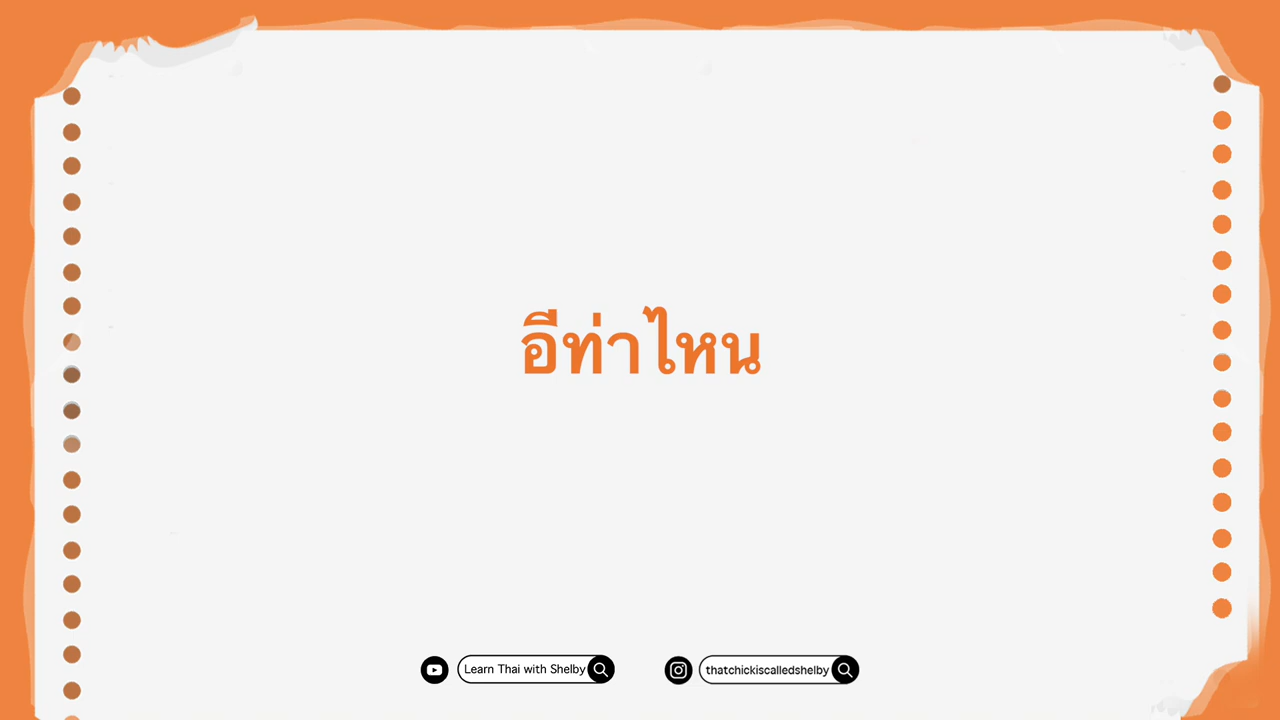 อีท่าไหน
Learn Thai with Shelby
thatchickiscalledshelby